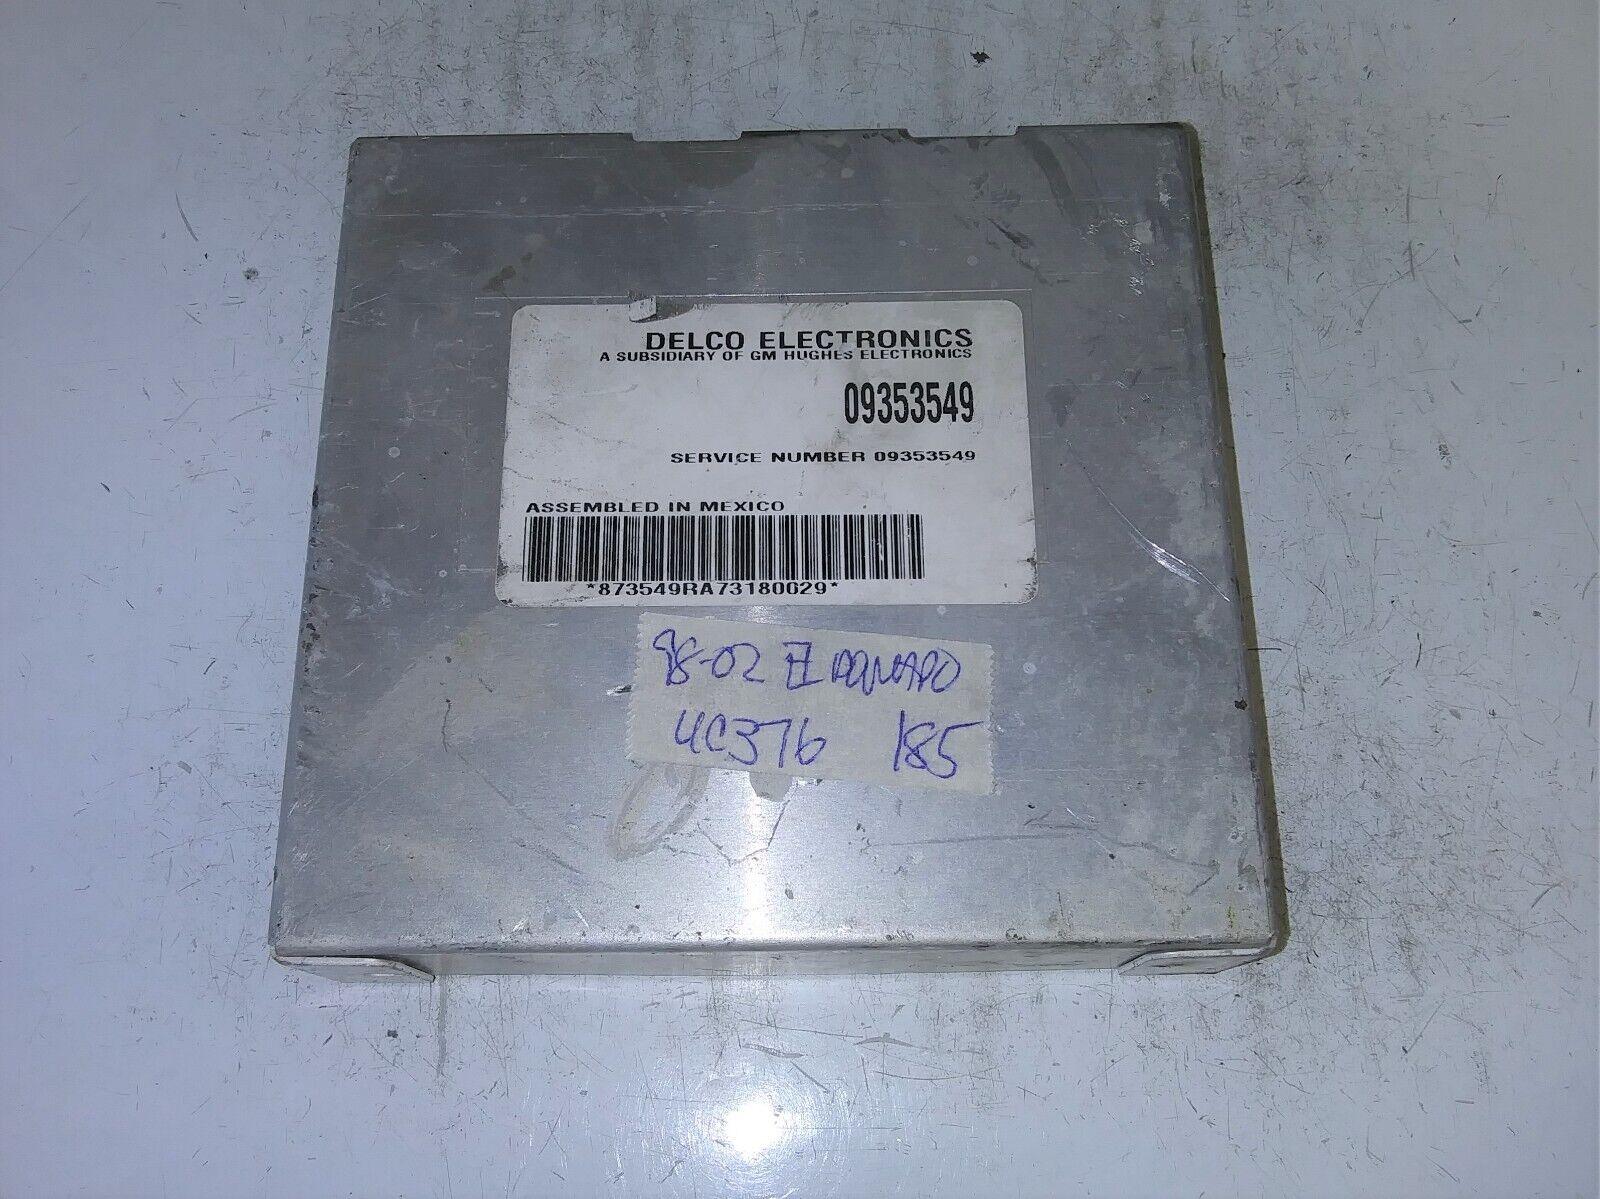 DELCO ELECTRONICS
A SUBSIDIARY OF GM HUGHES ELECTRONICS
09353549
SERVICE NUMBER 09353549
ASSEMBLED IN MEXICO
*873549RA73180629*
98-02 ElDORADO
4C376 185